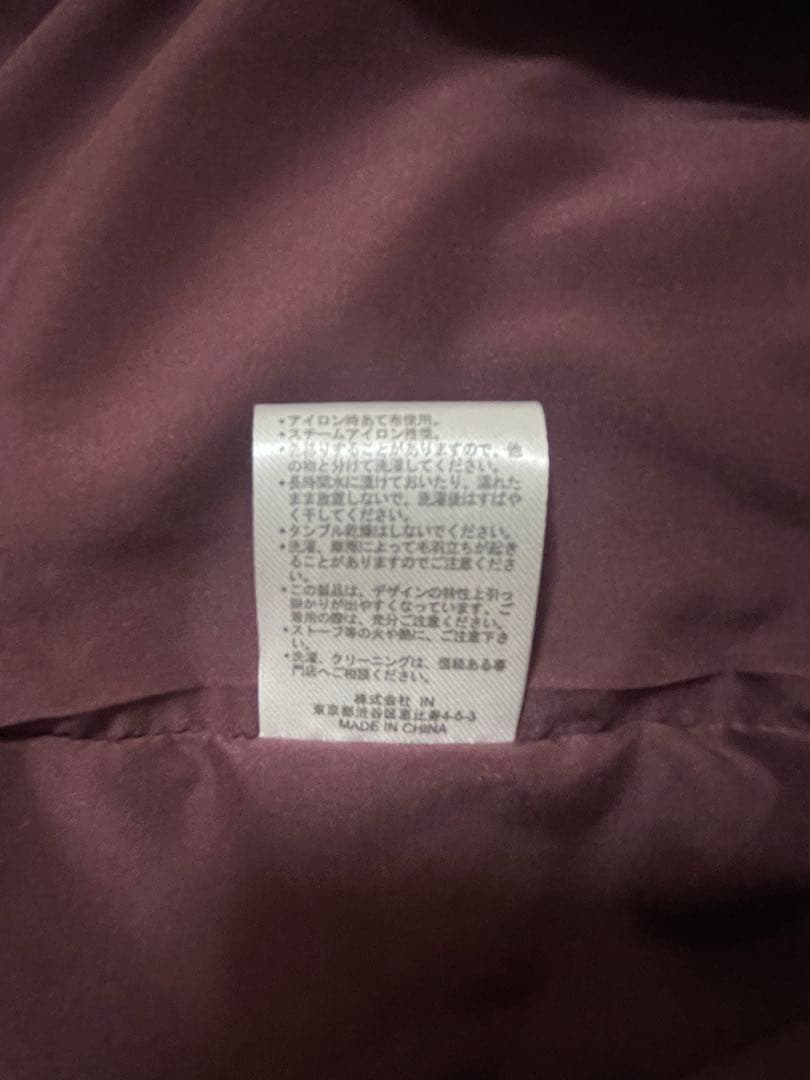 ・アイロン時あて布使用。
・スチームアイロン
・色移りすることがありますので、他
の物と分けて洗濯してください。
・長時間水に漬けておいたり、濡れた
まま放置しないで、洗濯後はすばや
く干してください。
・タンブル乾燥はしないでください。
・洗濯、摩擦によって毛羽立ちが起き
ることがありますのでご注意くださ
い。
・この製品は、デザインの特性上引っ
掛かりが出やすくなっています、ご
着用の際は、充分ご注意ください。
・ストーブ等の火や熱に、ご注意下さ
い。
・洗濯、クリーニングは、信頼ある専
門店へご相談ください。
株式会社 IN
東京都渋谷区恵比寿4-5-3
MADE IN CHINA